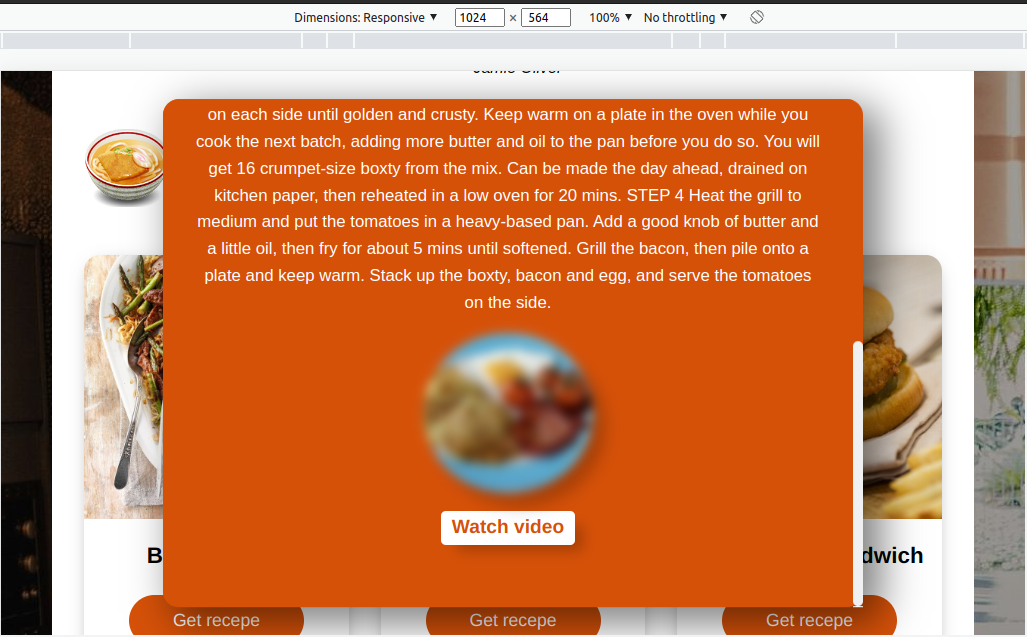 Dimensions: Responsive ▼ 1024 × 564 100% ▼ No throttling ▼
Jamie Oliver
on each side until golden and crusty. Keep warm on a plate in the oven while you
cook the next batch, adding more butter and oil to the pan before you do so. You will
get 16 crumpet-size boxty from the mix. Can be made the day ahead, drained on
kitchen paper, then reheated in a low oven for 20 mins. STEP 4 Heat the grill to
medium and put the tomatoes in a heavy-based pan. Add a good knob of butter and
a little oil, then fry for about 5 mins until softened. Grill the bacon, then pile onto a
plate and keep warm. Stack up the boxty, bacon and egg, and serve the tomatoes
on the side.
Watch video
B
dwich
Get recepe
Get recepe
Get recepe